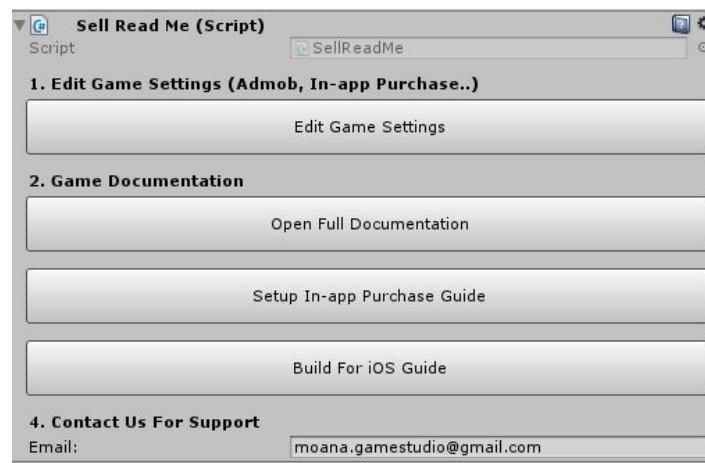 Sell Read Me (Script)
Script SellReadMe
1. Edit Game Settings (Admob, In-app Purchase..)
Edit Game Settings
2. Game Documentation
Open Full Documentation
Setup In-app Purchase Guide
Build For iOS Guide
4. Contact Us For Support
Email: moana.gamestudio@gmail.com